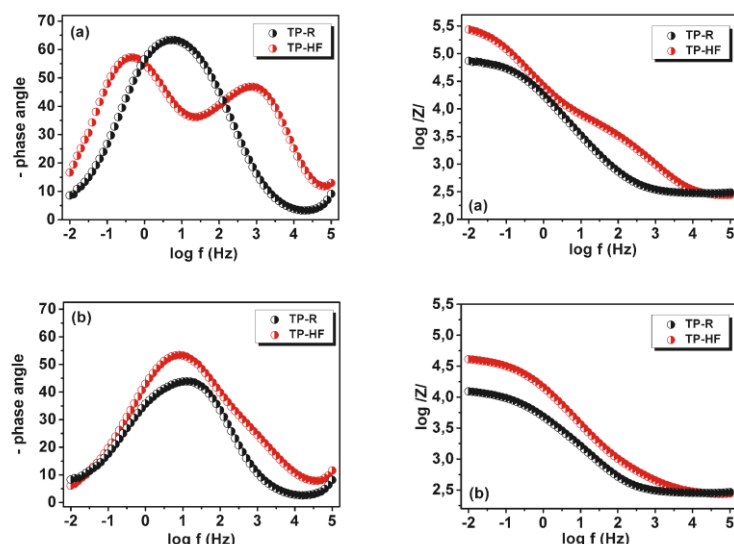 (a)
TP-R
TP-HF
70
60
50
40
30
20
10
0
- phase angle
-2 -1 0 1 2 3 4 5
log f (Hz)
5,5
5,0
4,5
4,0
3,5
3,0
2,5
2,0
log /Z/
TP-R
TP-HF
(a)
-2 -1 0 1 2 3 4 5
log f (Hz)
(b)
TP-R
TP-HF
70
60
50
40
30
20
10
0
- phase angle
-2 -1 0 1 2 3 4 5
log f (Hz)
5,5
5,0
4,5
4,0
3,5
3,0
2,5
log /Z/
TP-R
TP-HF
(b)
-2 -1 0 1 2 3 4 5
log f (Hz)